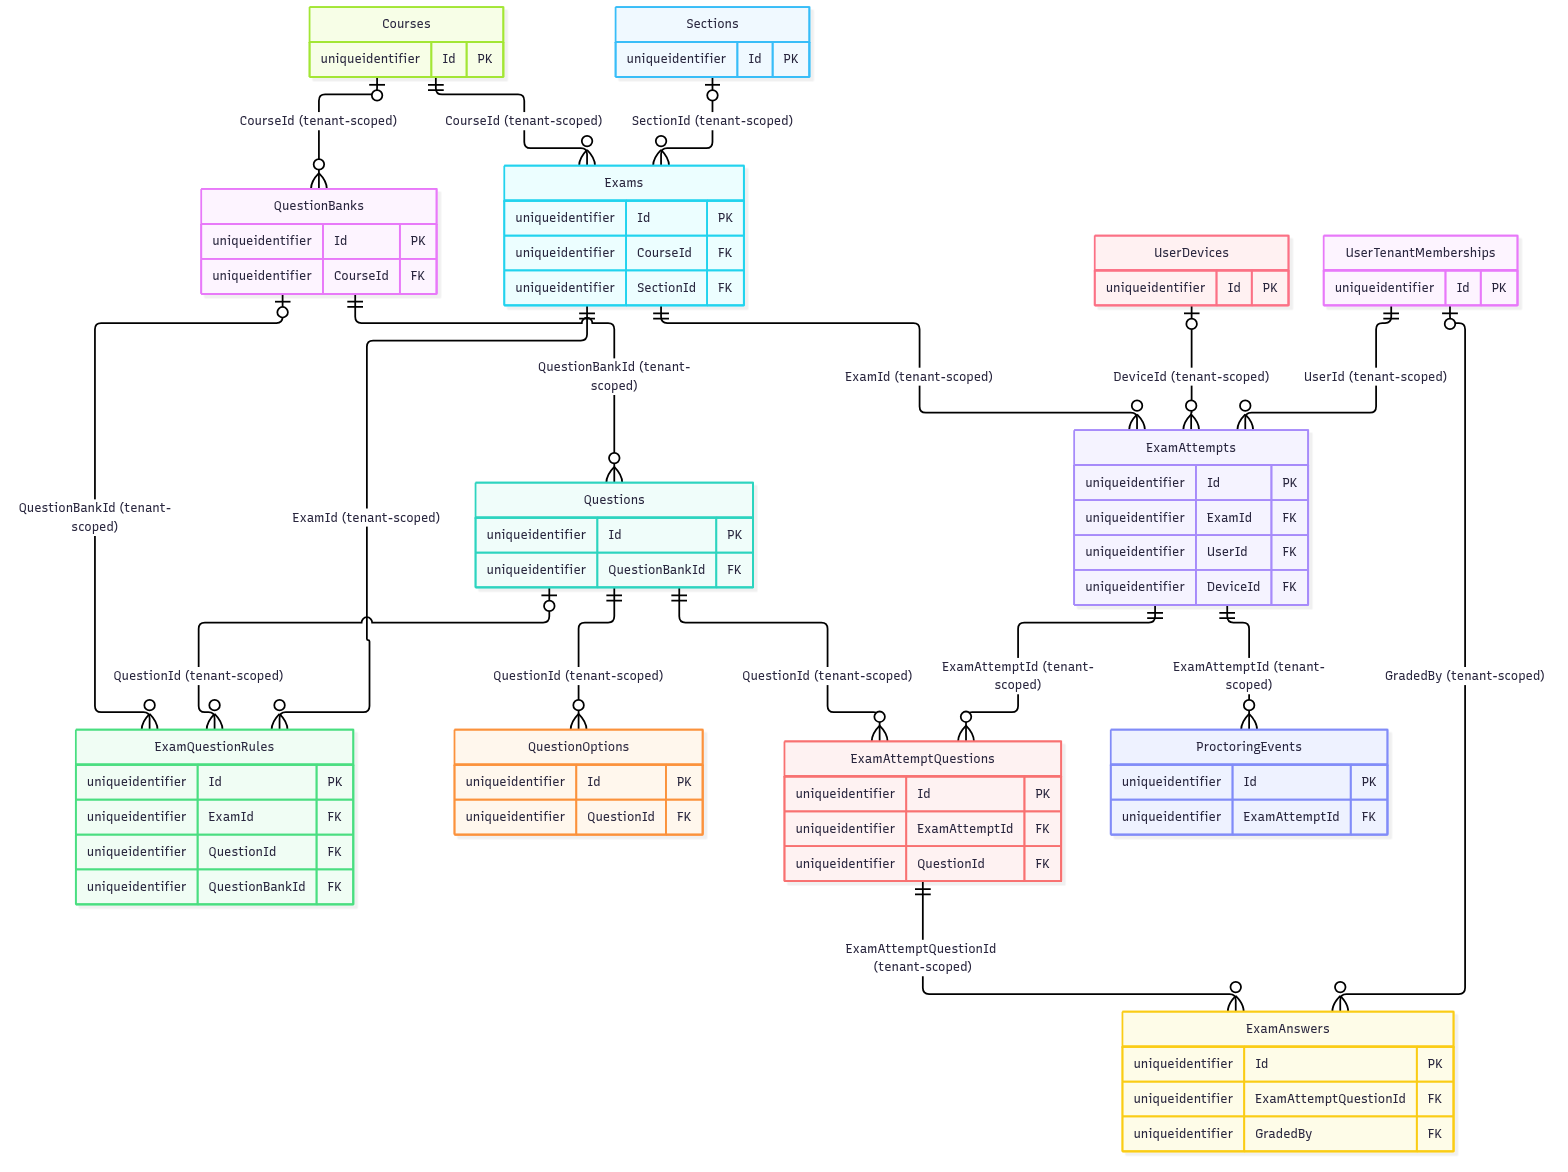 Courses
uniqueidentifier Id PK
Sections
uniqueidentifier Id PK
CourseId (tenant-scoped)
CourseId (tenant-scoped)
SectionId (tenant-scoped)
QuestionBanks
uniqueidentifier Id PK
uniqueidentifier CourseId FK
Exams
uniqueidentifier Id PK
uniqueidentifier CourseId FK
uniqueidentifier SectionId FK
UserDevices
uniqueidentifier Id PK
UserTenantMemberships
uniqueidentifier Id PK
QuestionBankId (tenant-
scoped)
ExamId (tenant-scoped)
DeviceId (tenant-scoped)
UserId (tenant-scoped)
ExamAttempts
uniqueidentifier Id PK
uniqueidentifier ExamId FK
uniqueidentifier UserId FK
uniqueidentifier DeviceId FK
QuestionBankId (tenant-
scoped)
ExamId (tenant-scoped)
Questions
uniqueidentifier Id PK
uniqueidentifier QuestionBankId FK
QuestionId (tenant-scoped)
QuestionId (tenant-scoped)
QuestionId (tenant-scoped)
ExamAttemptId (tenant-
scoped)
ExamAttemptId (tenant-
scoped)
GradedBy (tenant-scoped)
ExamQuestionRules
uniqueidentifier Id PK
uniqueidentifier ExamId FK
uniqueidentifier QuestionId FK
uniqueidentifier QuestionBankId FK
QuestionOptions
uniqueidentifier Id PK
uniqueidentifier QuestionId FK
ExamAttemptQuestions
uniqueidentifier Id PK
uniqueidentifier ExamAttemptId FK
uniqueidentifier QuestionId FK
ProctoringEvents
uniqueidentifier Id PK
uniqueidentifier ExamAttemptId FK
ExamAttemptQuestionId
(tenant-scoped)
ExamAnswers
uniqueidentifier Id PK
uniqueidentifier ExamAttemptQuestionId FK
uniqueidentifier GradedBy FK